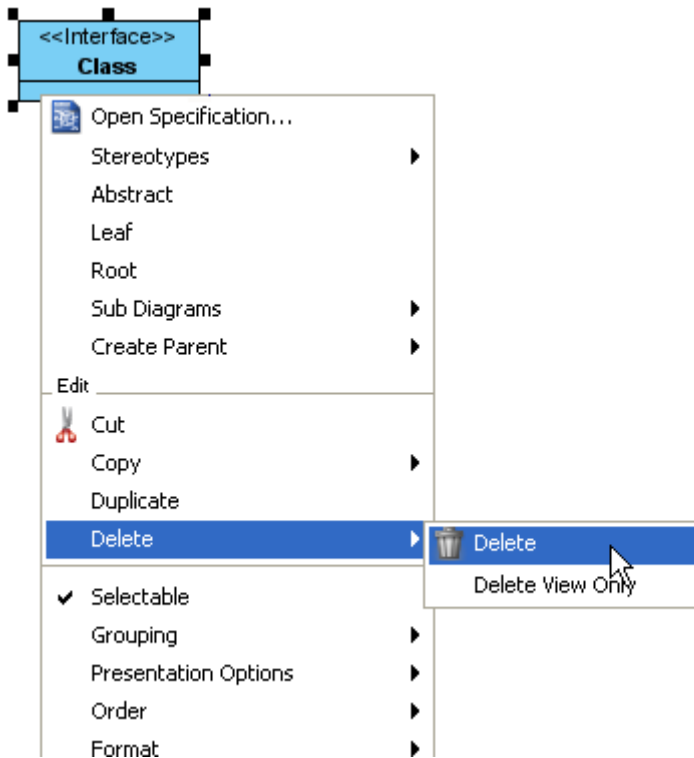 <<Interface>>
Class
Open Specification...
Stereotypes
Abstract
Leaf
Root
Sub Diagrams
Create Parent
Edit
Cut
Copy
Duplicate
Delete
Delete
Delete View Only
Selectable
Grouping
Presentation Options
Order
Format